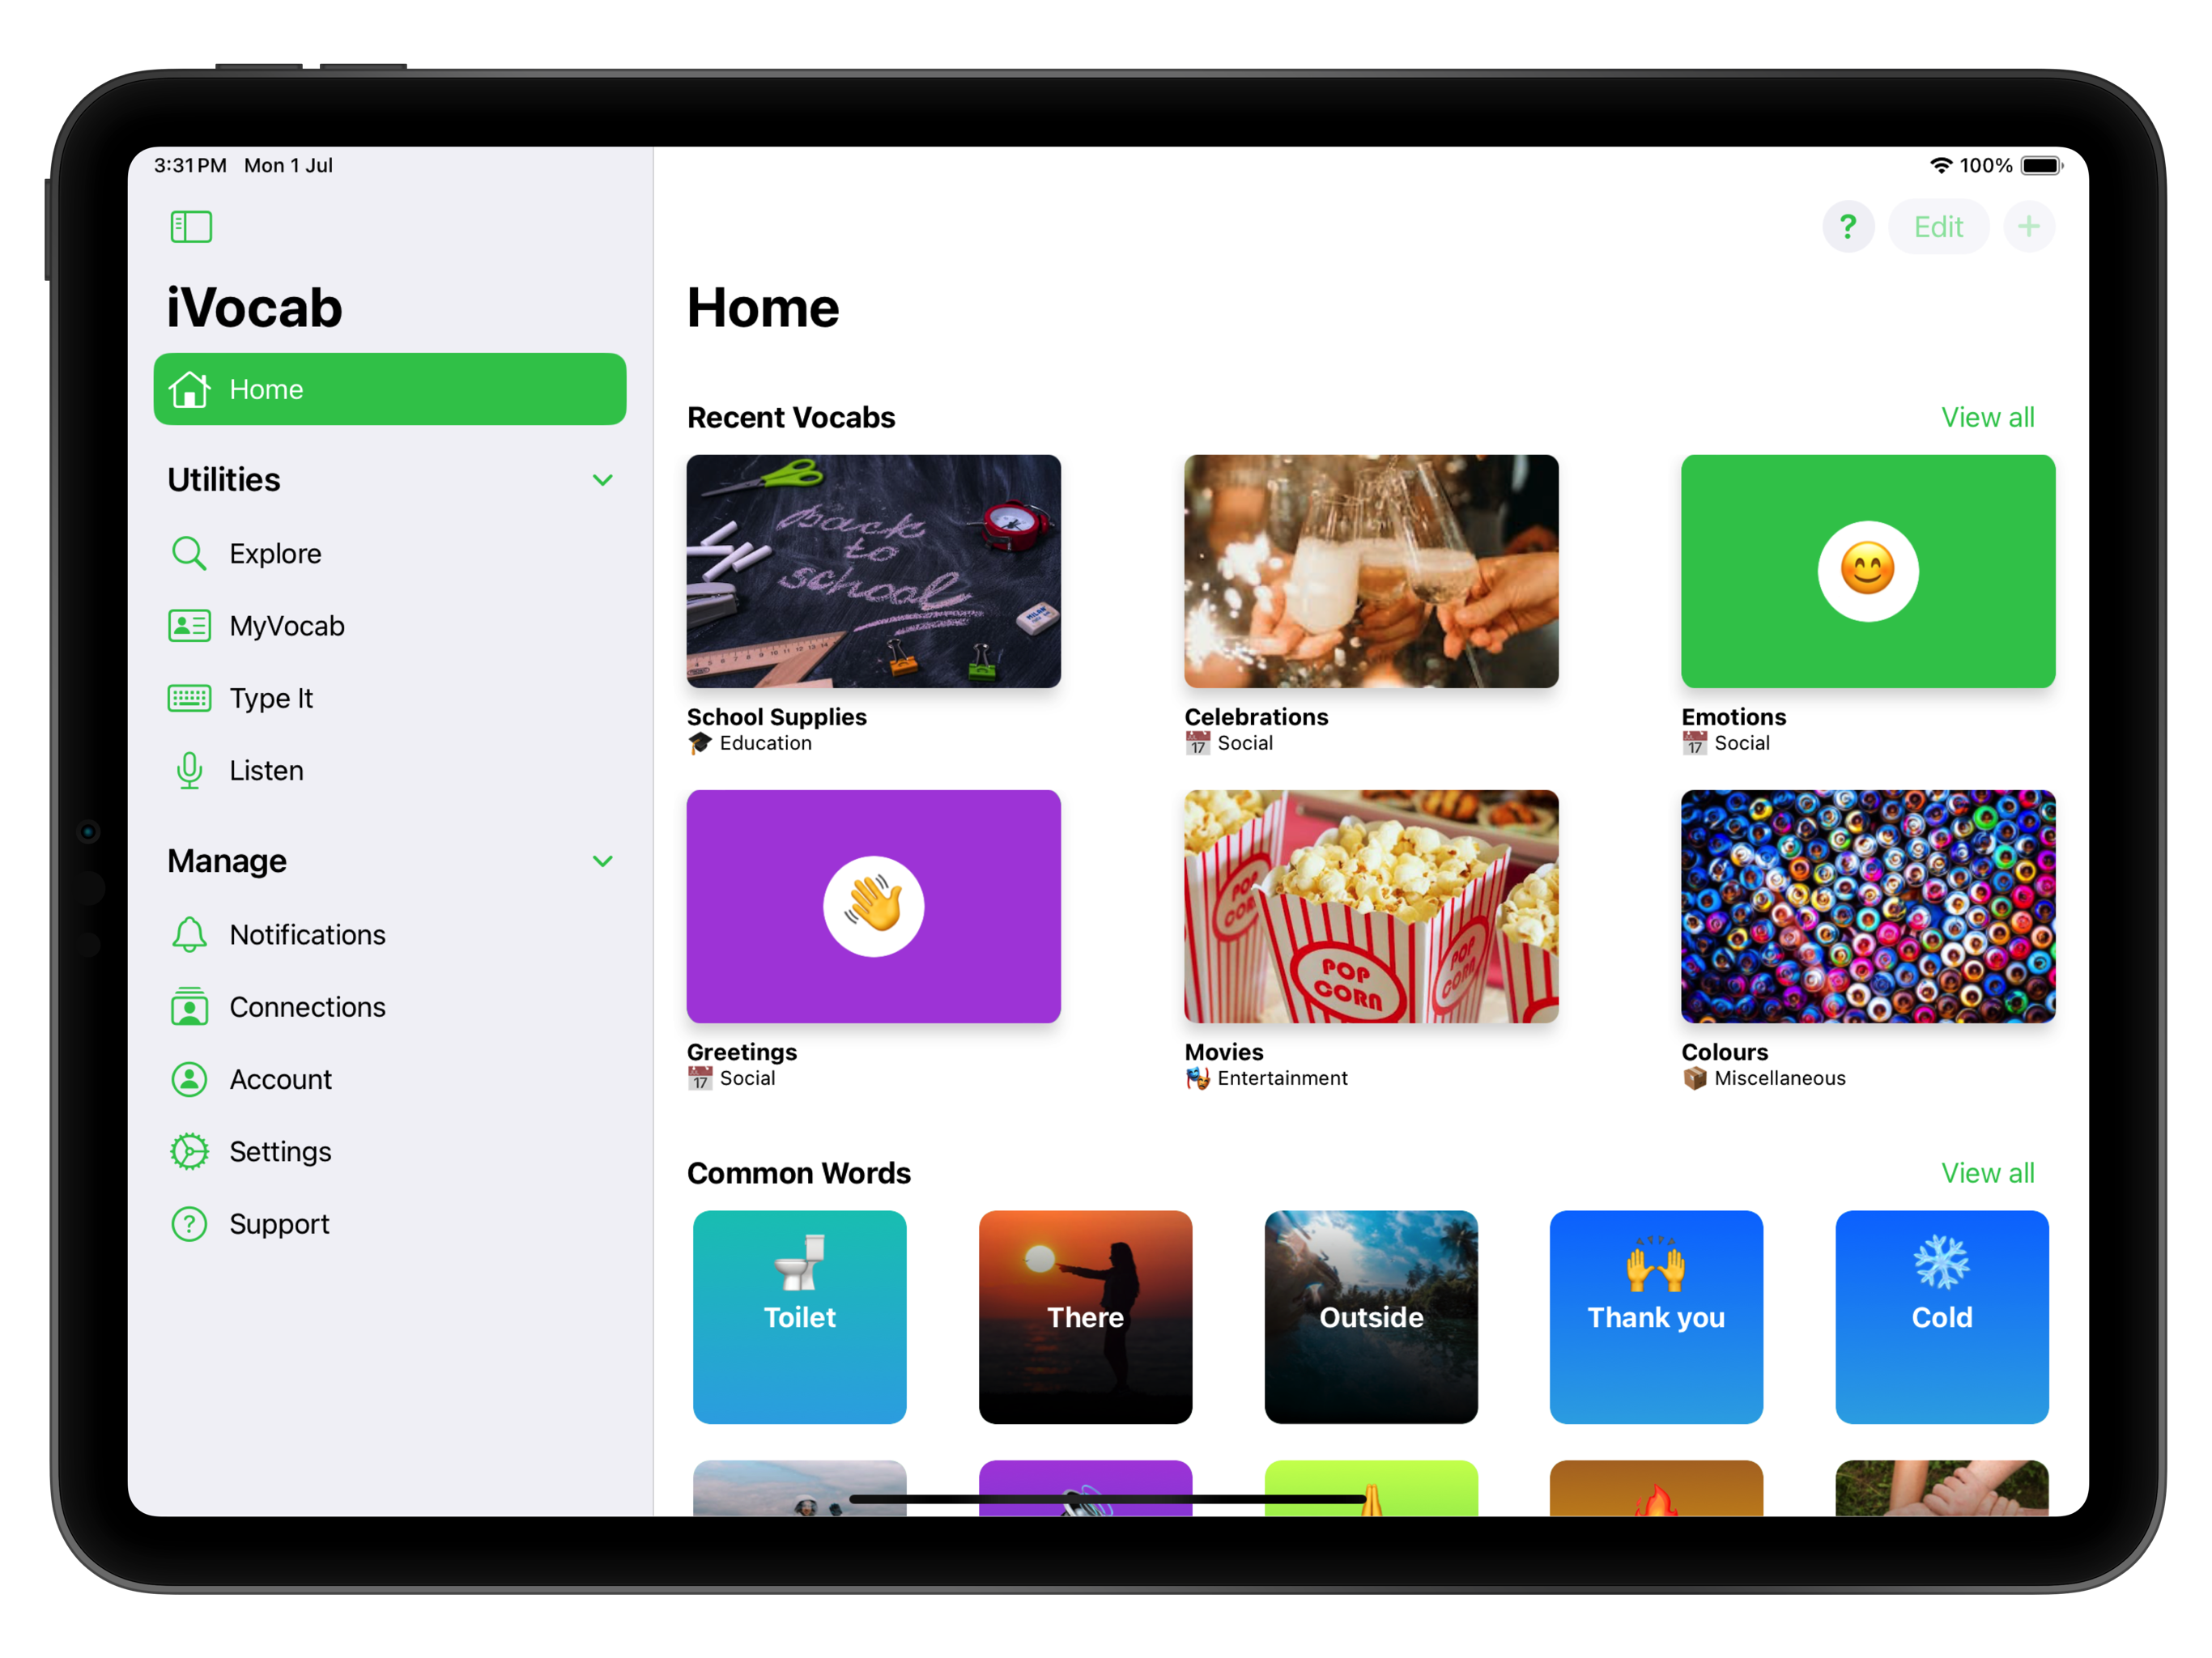 3:31 PM Mon 1 Jul
100%
iVocab
Home
Utilities
Explore
MyVocab
Type It
Listen
Manage
Notifications
Connections
Account
Settings
Support
?
Edit
+
Home
Recent Vocabs
View all
back
to
school
School Supplies
Education
Celebrations
17 Social
Emotions
17 Social
Greetings
17 Social
POP
CORN
POP
CORN
Movies
Entertainment
Colours
Miscellaneous
Common Words
View all
Toilet
There
Outside
Thank you
Cold